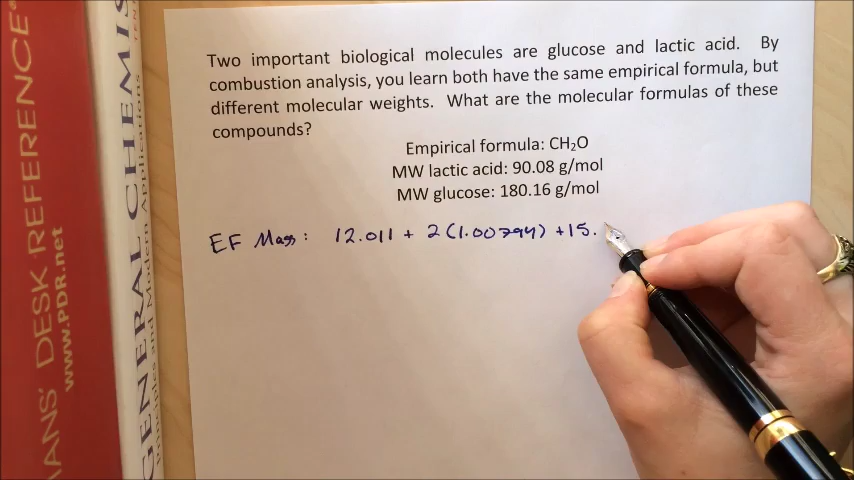 MANS' DESK REFERENCE
www.PDR.net
GENERAL CHEMIS
Principles and Modern Applications
TEN
Two important biological molecules are glucose and lactic acid. By
combustion analysis, you learn both have the same empirical formula, but
different molecular weights. What are the molecular formulas of these
compounds?
Empirical formula: CH₂O
MW lactic acid: 90.08 g/mol
MW glucose: 180.16 g/mol
EF Mass: 12.011 + 2(1.00794) + 15.